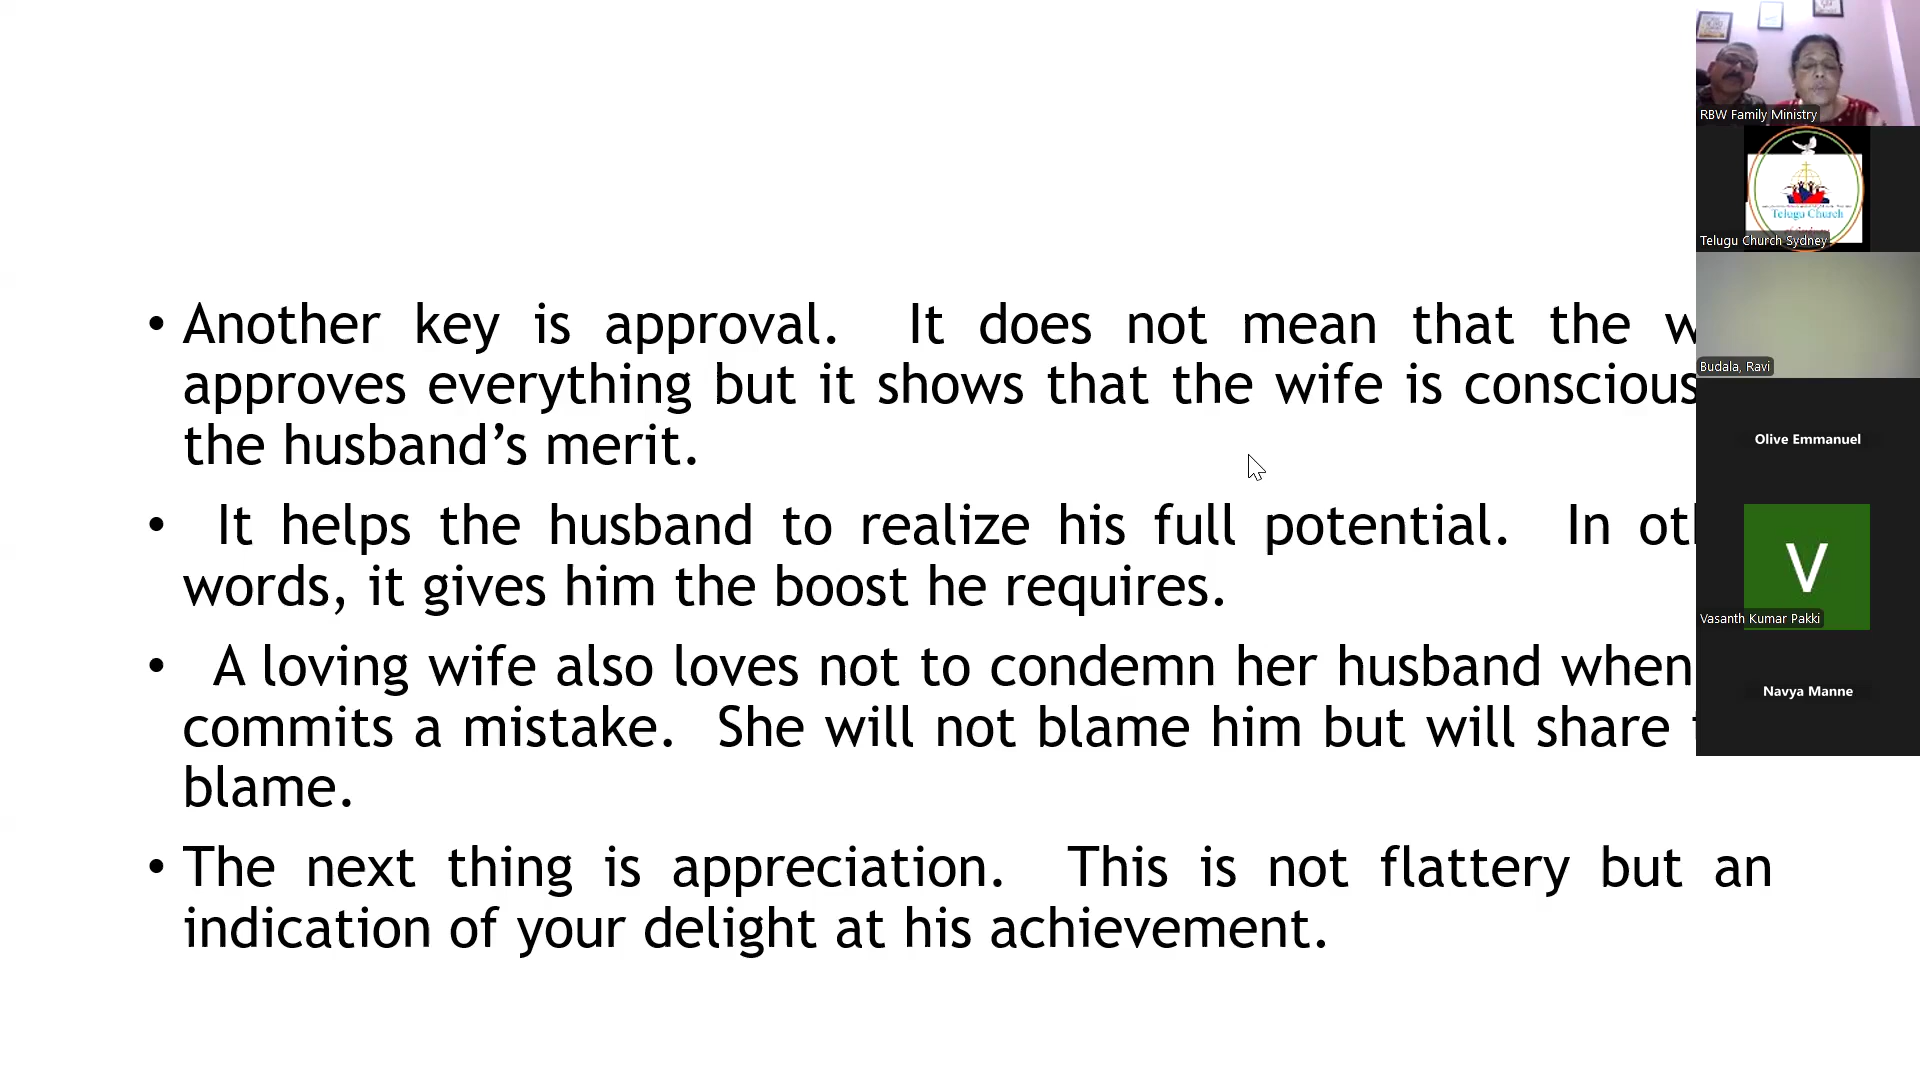 • Another key is approval. It does not mean that the
approves everything but it shows that the wife is conscious
the husband’s merit.
• It helps the husband to realize his full potential. In
words, it gives him the boost he requires.
• A loving wife also loves not to condemn her husband when
commits a mistake. She will not blame him but will share
blame.
• The next thing is appreciation. This is not flattery but an
indication of your delight at his achievement.
RBW Family Ministry
Telugu Church
Telugu Church Sydney
Budala, Ravi
Olive Emmanuel
V
Vasanth Kumar Pakki
Navya Manne